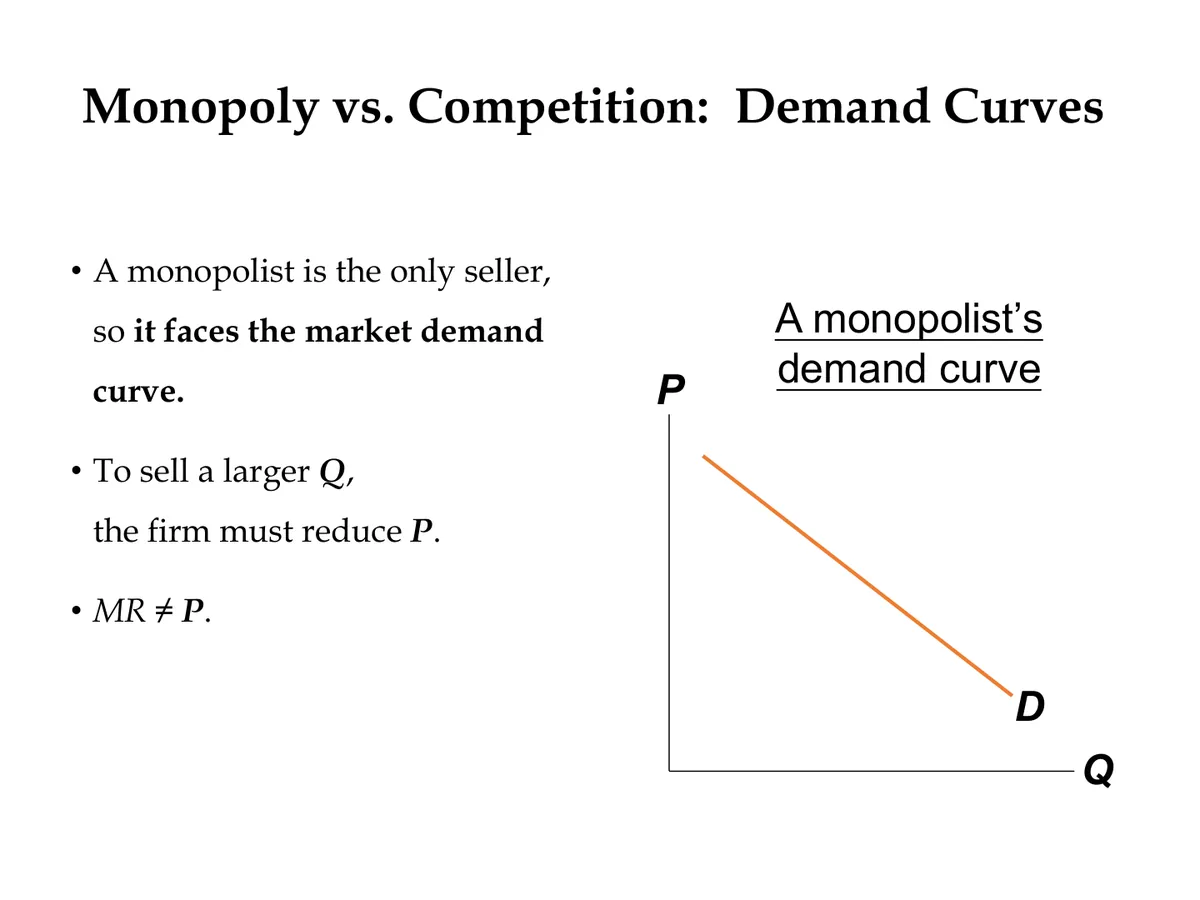 Monopoly vs. Competition: Demand Curves
• A monopolist is the only seller,
so it faces the market demand
curve.
• To sell a larger Q,
the firm must reduce P.
• MR ≠ P.
A monopolist’s
demand curve
P
D
Q